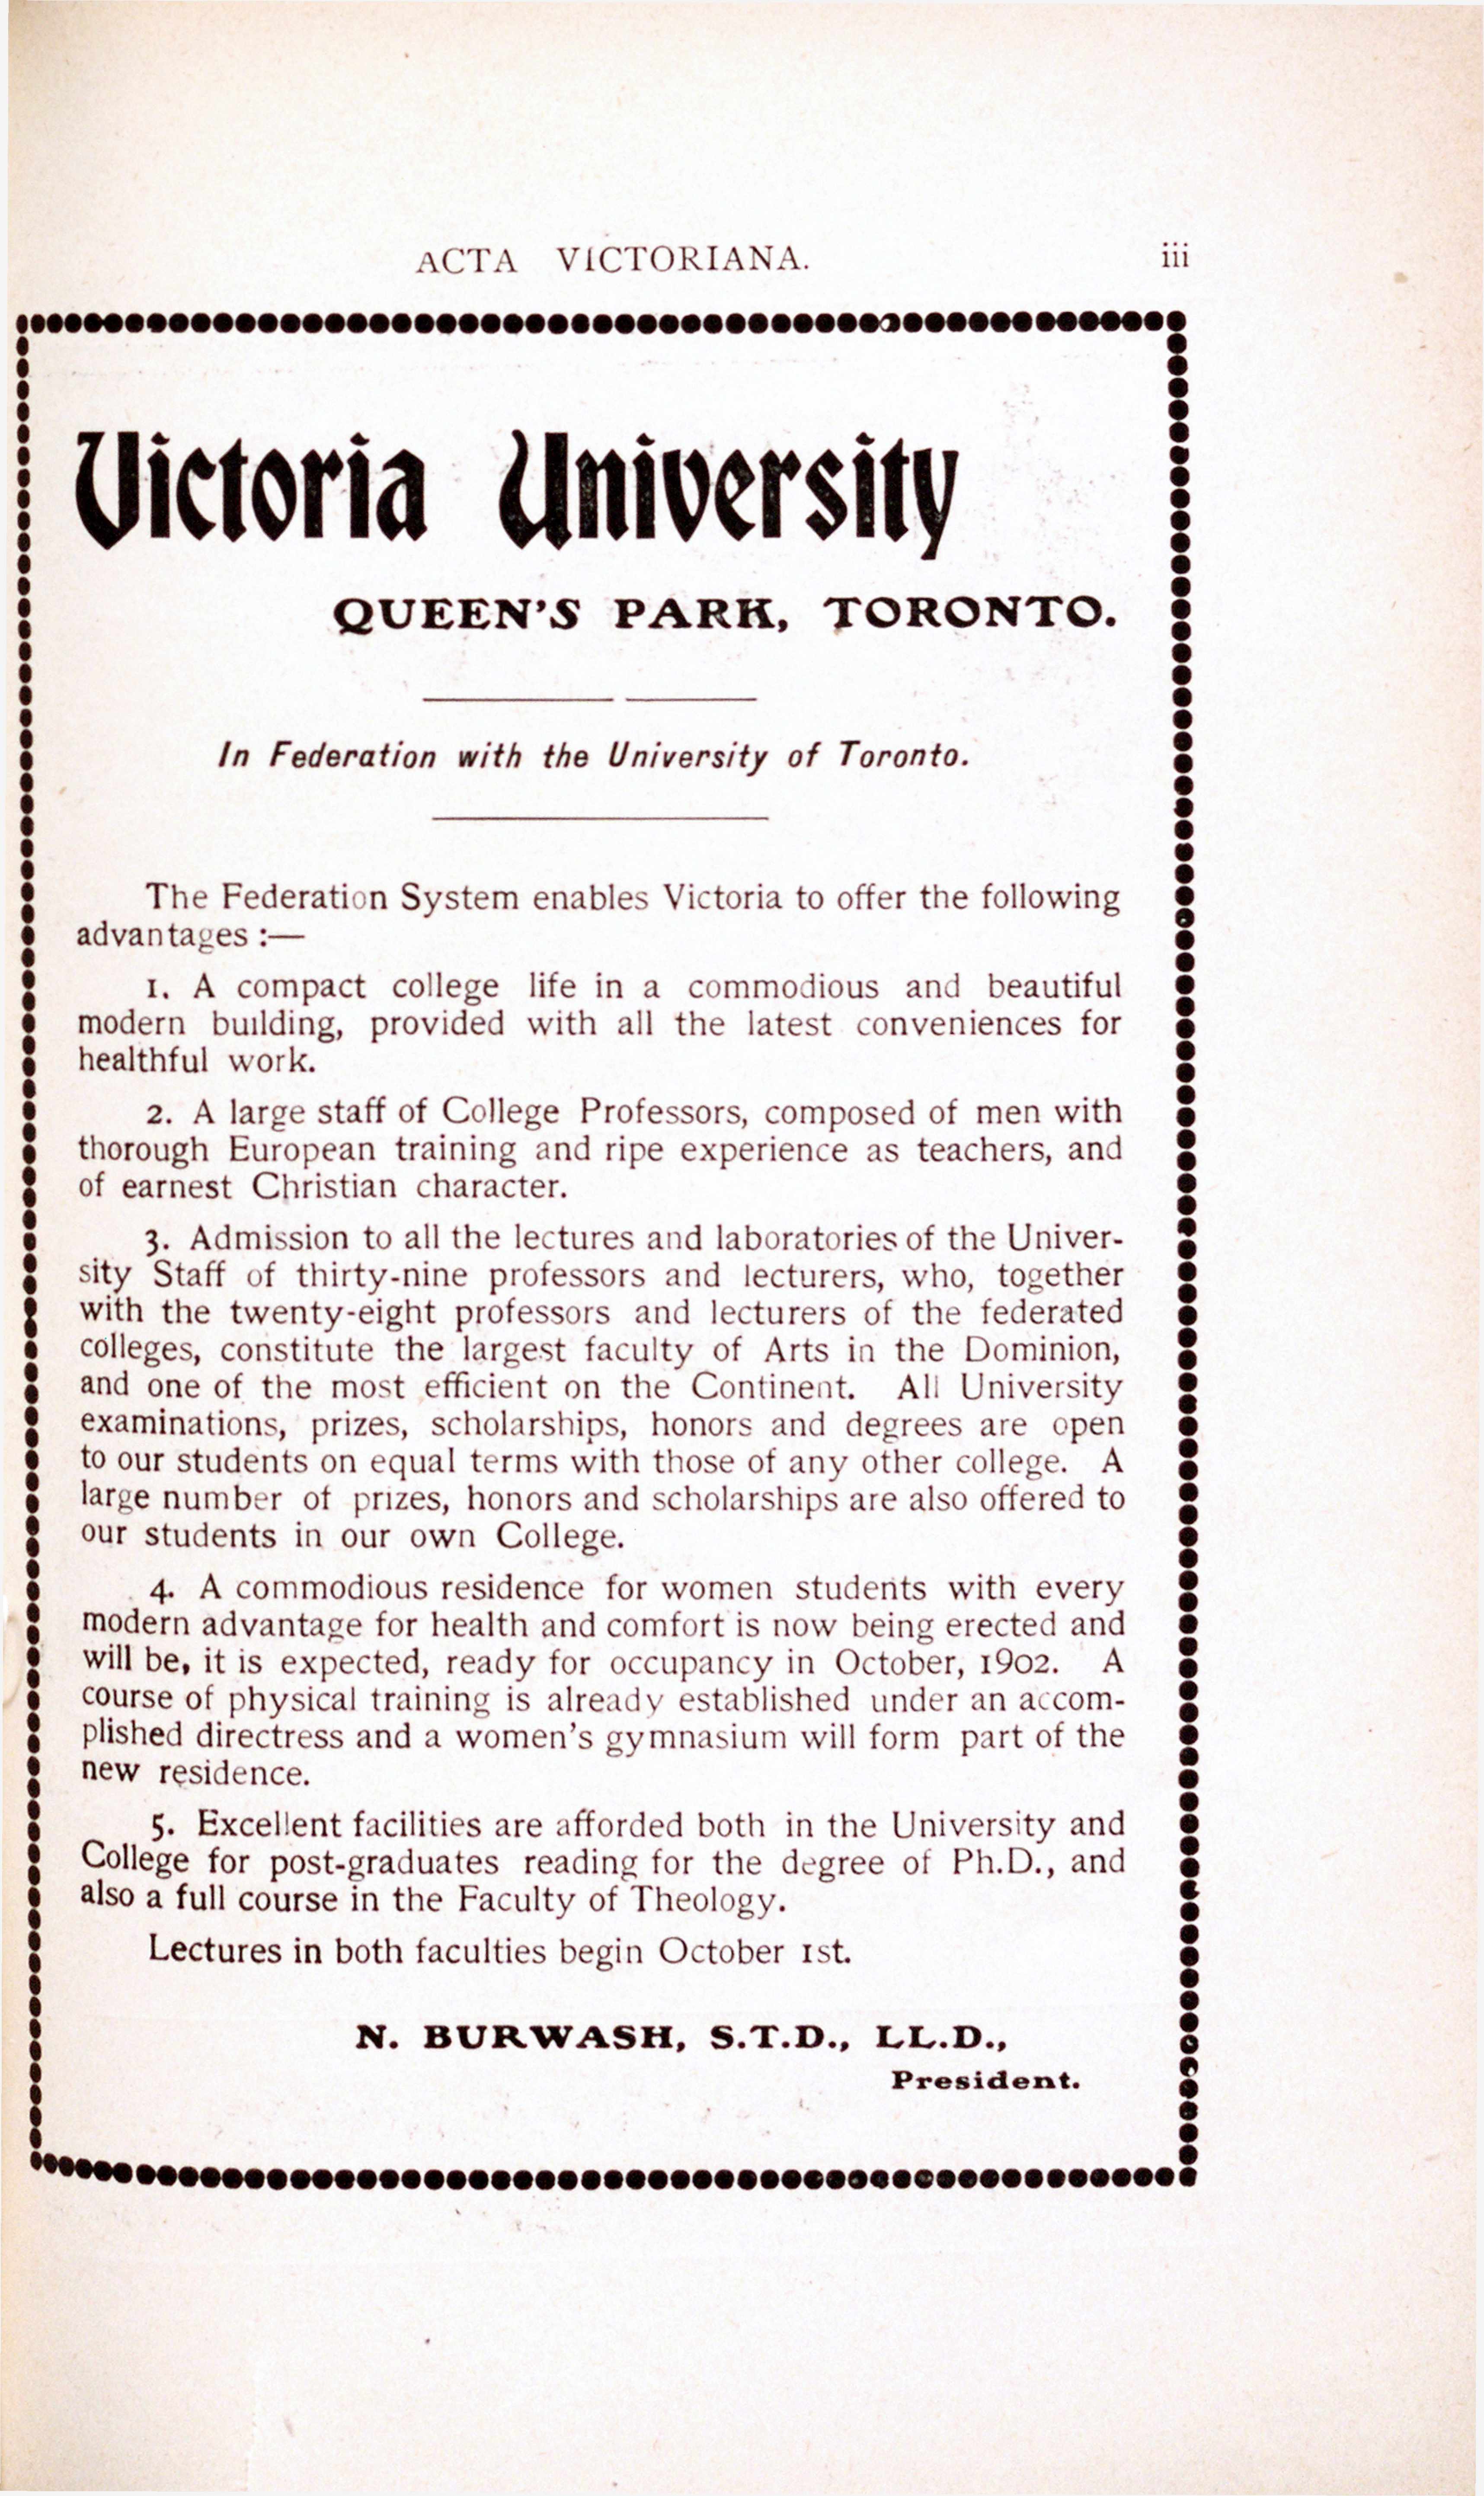 ACTA VICTORIANA. iii
Victoria University
QUEEN'S PARK, TORONTO.
In Federation with the University of Toronto.
The Federation System enables Victoria to offer the following
advantages :—
1. A compact college life in a commodious and beautiful
modern building, provided with all the latest conveniences for
healthful work.
2. A large staff of College Professors, composed of men with
thorough European training and ripe experience as teachers, and
of earnest Christian character.
3. Admission to all the lectures and laboratories of the Univer-
sity Staff of thirty-nine professors and lecturers, who, together
with the twenty-eight professors and lecturers of the federated
colleges, constitute the largest faculty of Arts in the Dominion,
and one of the most efficient on the Continent. All University
examinations, prizes, scholarships, honors and degrees are open
to our students on equal terms with those of any other college. A
large number of prizes, honors and scholarships are also offered to
our students in our own College.
4. A commodious residence for women students with every
modern advantage for health and comfort is now being erected and
will be, it is expected, ready for occupancy in October, 1902. A
course of physical training is already established under an accom-
plished directress and a women's gymnasium will form part of the
new residence.
5. Excellent facilities are afforded both in the University and
College for post-graduates reading for the degree of Ph.D., and
also a full course in the Faculty of Theology.
Lectures in both faculties begin October 1st.
N. BURWASH, S.T.D., LL.D.,
President.